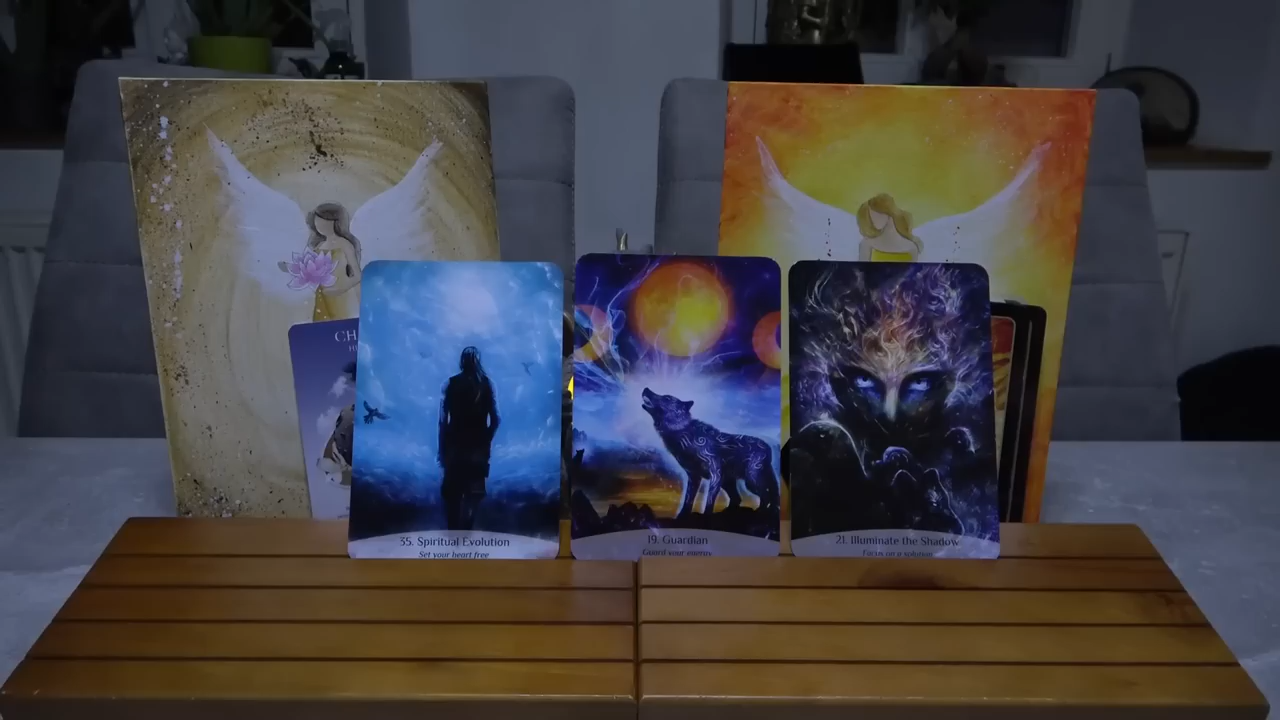 35. Spiritual Evolution
Set your heart free
19. Guardian
Guard your energy
21. Illuminate the Shadow
Focus on a solution